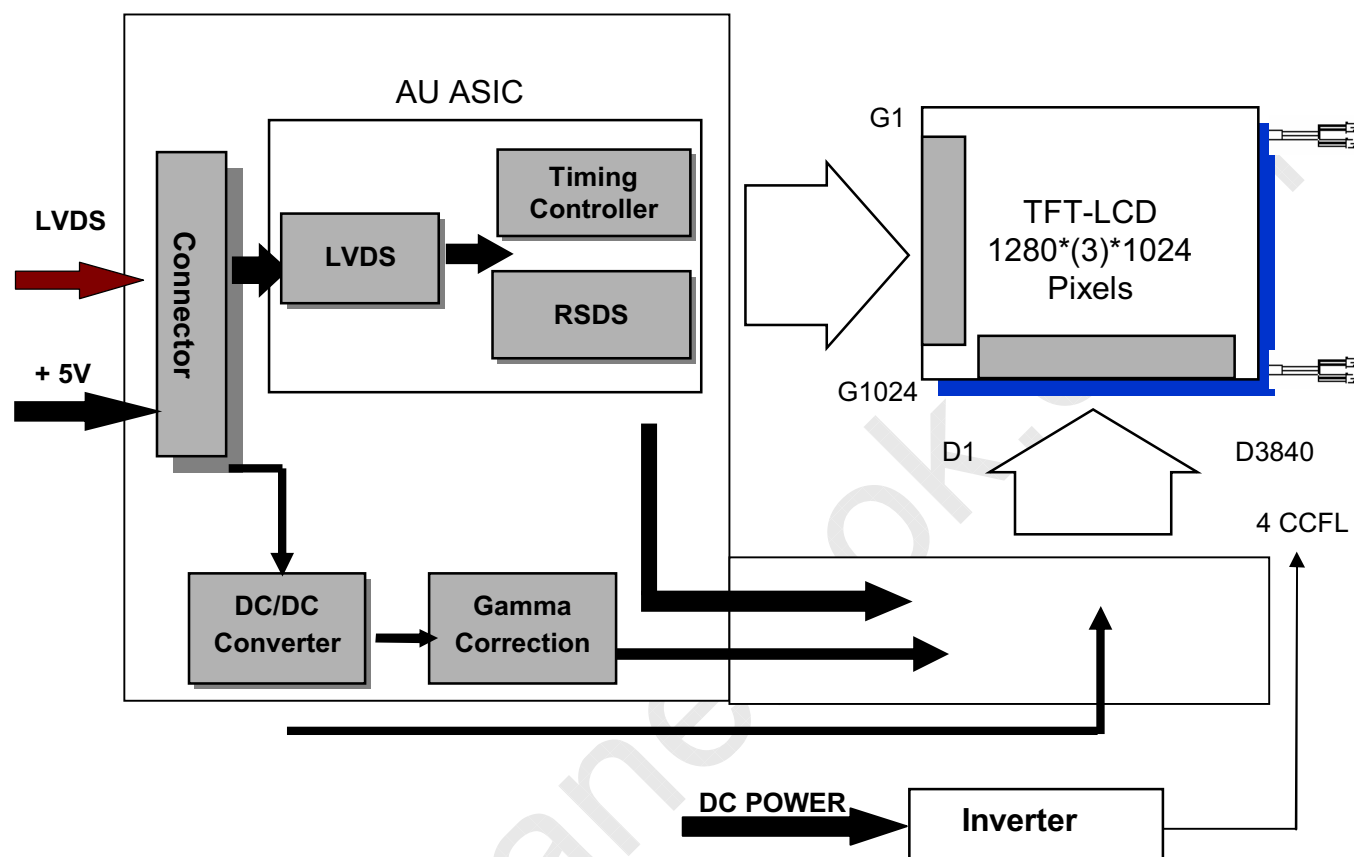 AU ASIC
G1
Timing
Controller
TFT-LCD
1280*(3)*1024
Pixels
LVDS
Connector
LVDS
RSDS
+ 5V
G1024
D1
D3840
4 CCFL
DC/DC
Converter
Gamma
Correction
DC POWER
Inverter